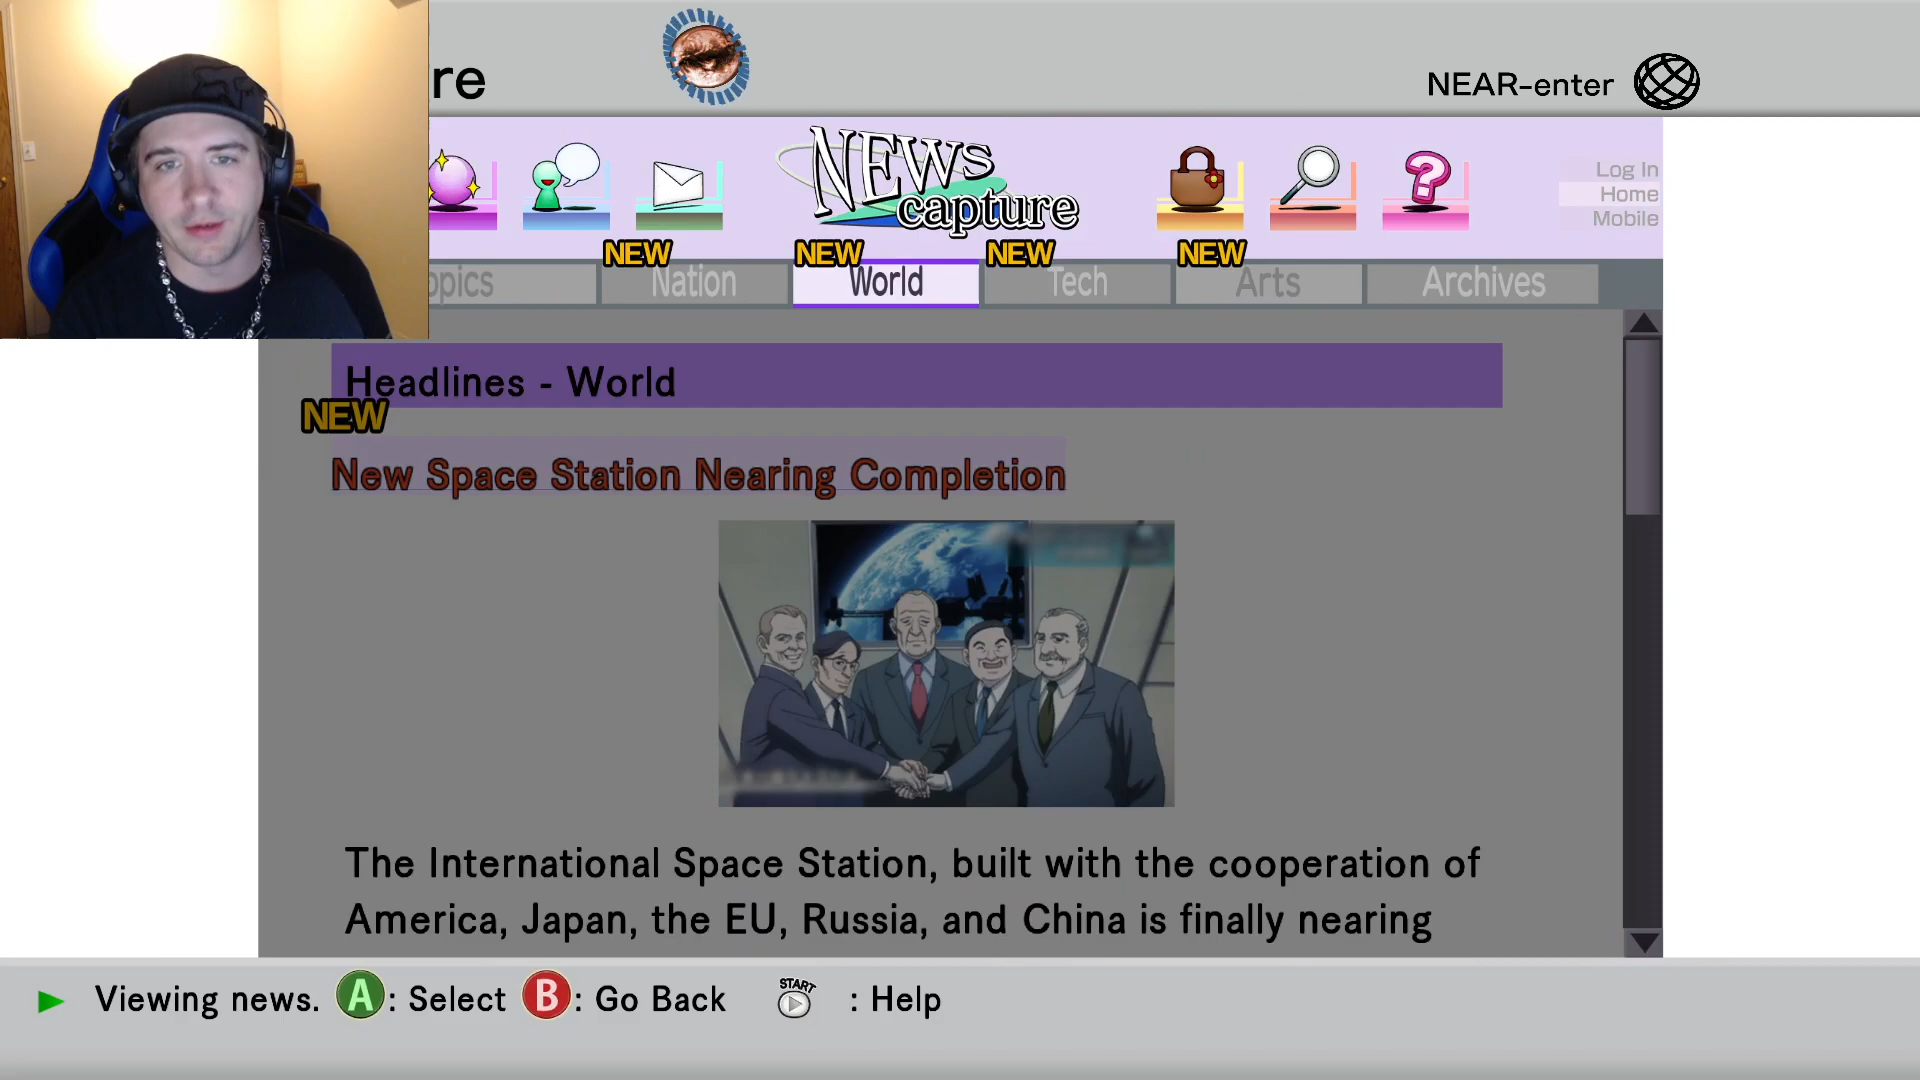 re
NEAR-enter
NEWS
capture
Log In
Home
Mobile
NEW NEW NEW NEW
opics Nation World Tech Arts Archives
Headlines - World
NEW
New Space Station Nearing Completion
The International Space Station, built with the cooperation of
America, Japan, the EU, Russia, and China is finally nearing
Viewing news. A : Select B : Go Back START : Help